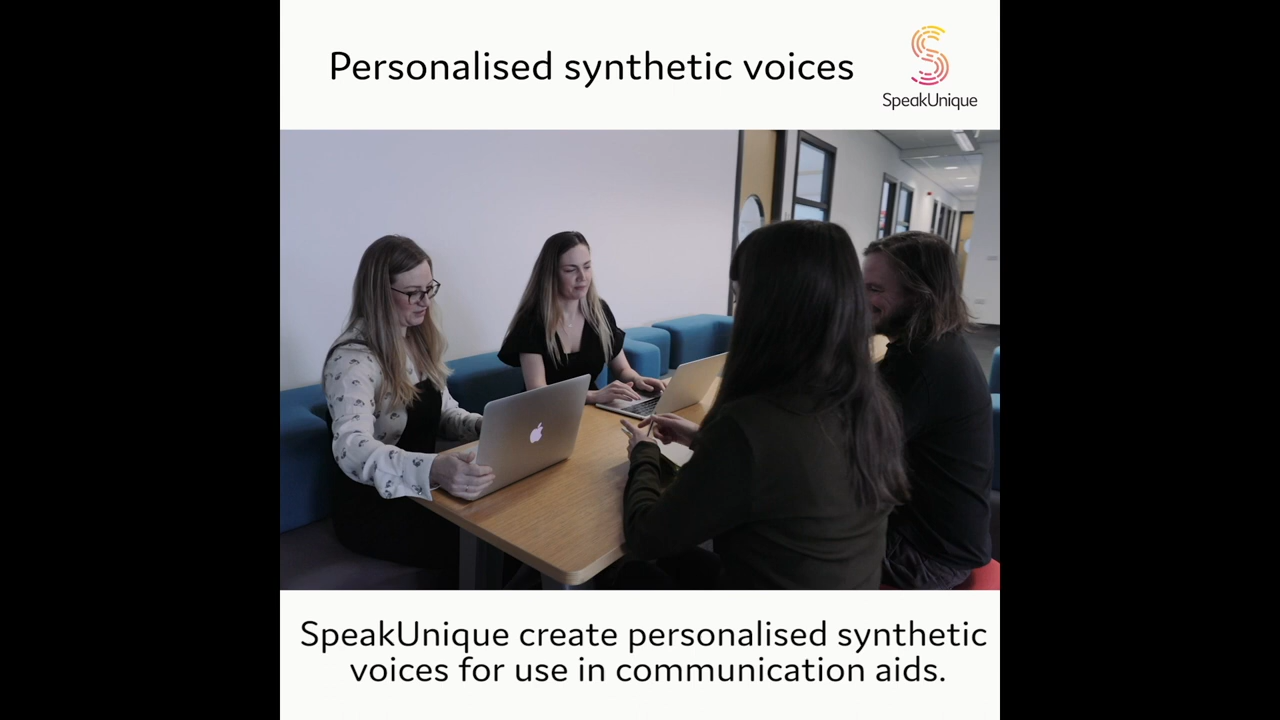 Personalised synthetic voices
SpeakUnique
SpeakUnique create personalised synthetic
voices for use in communication aids.